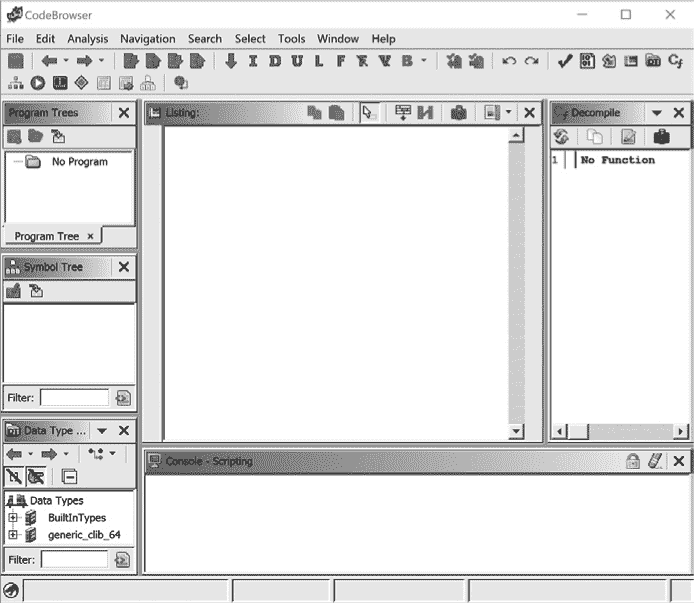 CodeBrowser
File Edit Analysis Navigation Search Select Tools Window Help
I D U L F R V B
Program Trees
No Program
Program Tree ×
Symbol Tree
Filter:
Data Type ...
Data Types
BuiltInTypes
generic_clib_64
Filter:
Listing:
Decompile
1 No Function
Console - Scripting